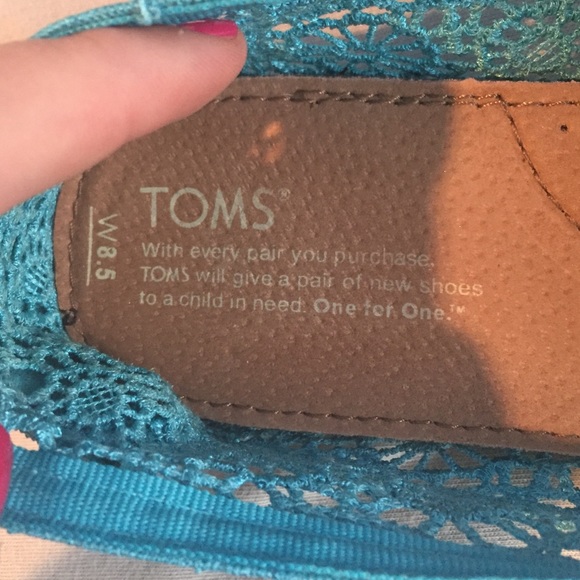 TOMS®
W 8.5
With every pair you purchase,
TOMS will give a pair of new shoes
to a child in need. One for One.™